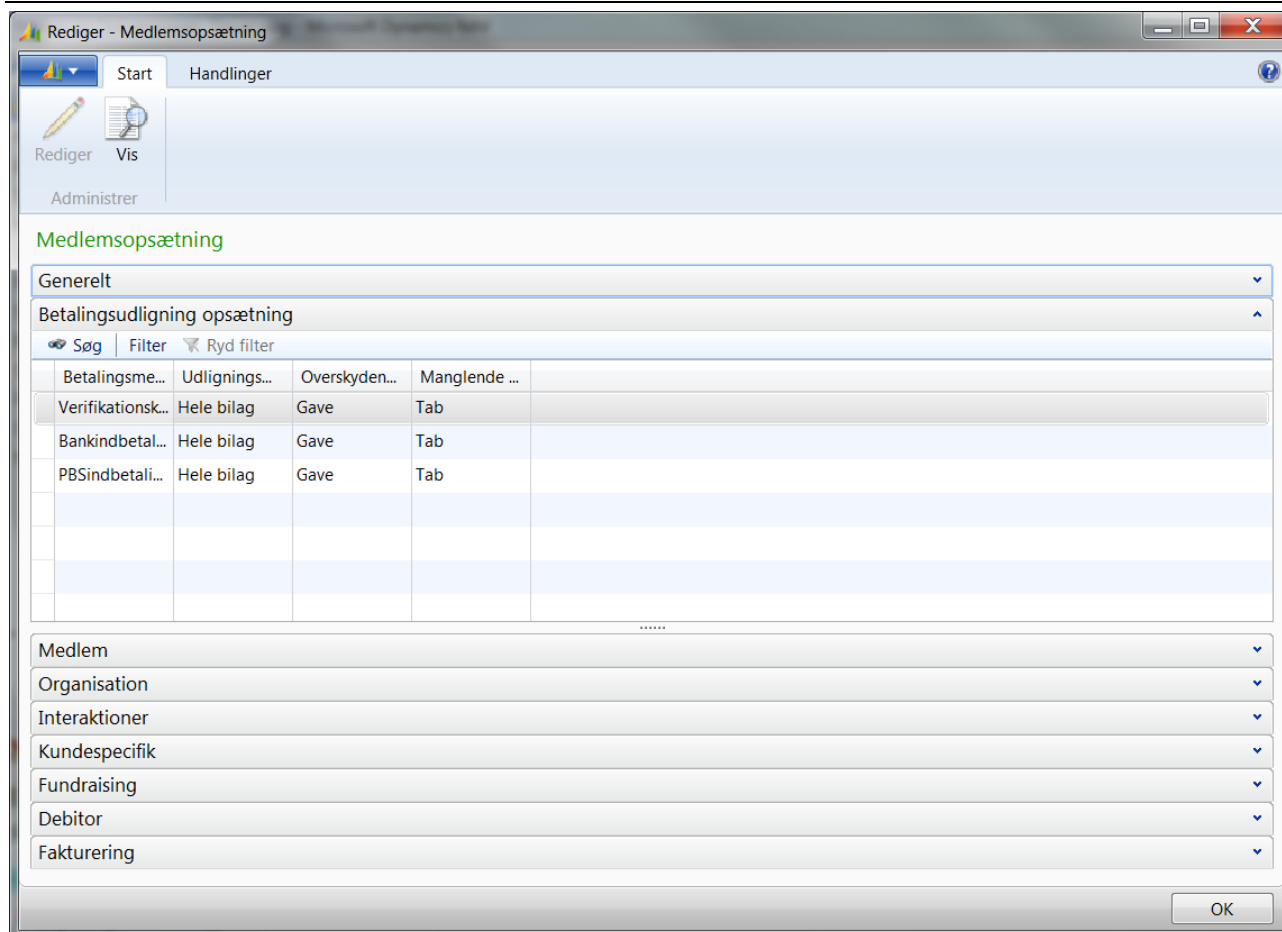 Rediger - Medlemsopsætning
Start Handlinger
Rediger Vis
Administrer
Medlemsopsætning
Generelt
Betalingsudligning opsætning
Søg Filter Ryd filter
Betalingsme... Udlignings... Overskyden... Manglende ...
Verifikationsk... Hele bilag Gave Tab
Bankindbetal... Hele bilag Gave Tab
PBSindbetali... Hele bilag Gave Tab
Medlem
Organisation
Interaktioner
Kundespecifik
Fundraising
Debitor
Fakturering
OK